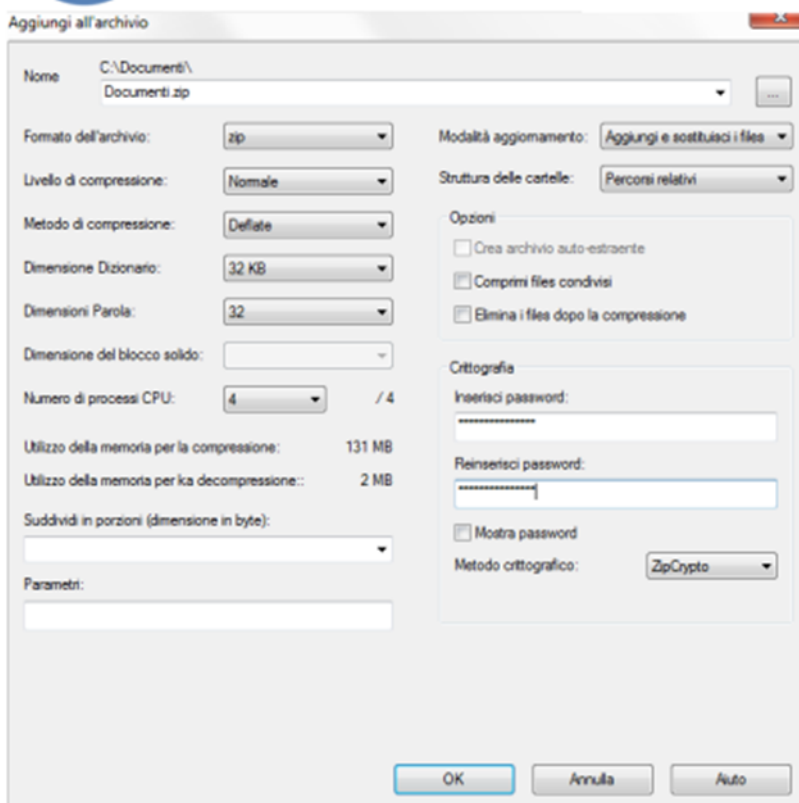 Aggiungi all'archivio
Nome
C:\Documenti\
Documenti.zip
...
Formato dell'archivio: zip
Livello di compressione: Normale
Metodo di compressione: Deflate
Dimensione Dizionario: 32 KB
Dimensioni Parola: 32
Dimensione del blocco solido:
Numero di processi CPU: 4 / 4
Utilizzo della memoria per la compressione: 131 MB
Utilizzo della memoria per ka decompressione:: 2 MB
Suddividi in porzioni (dimensione in byte):
Parametri:
Modalità aggiornamento: Aggiungi e sostituisci i files
Struttura delle cartelle: Percorsi relativi
Opzioni
Crea archivio auto-estraente
Comprimi files condivisi
Elimina i files dopo la compressione
Crittografia
Inserisci password:
***************
Reinserisci password:
***************
Mostra password
Metodo crittografico: ZipCrypto
OK
Annulla
Aiuto